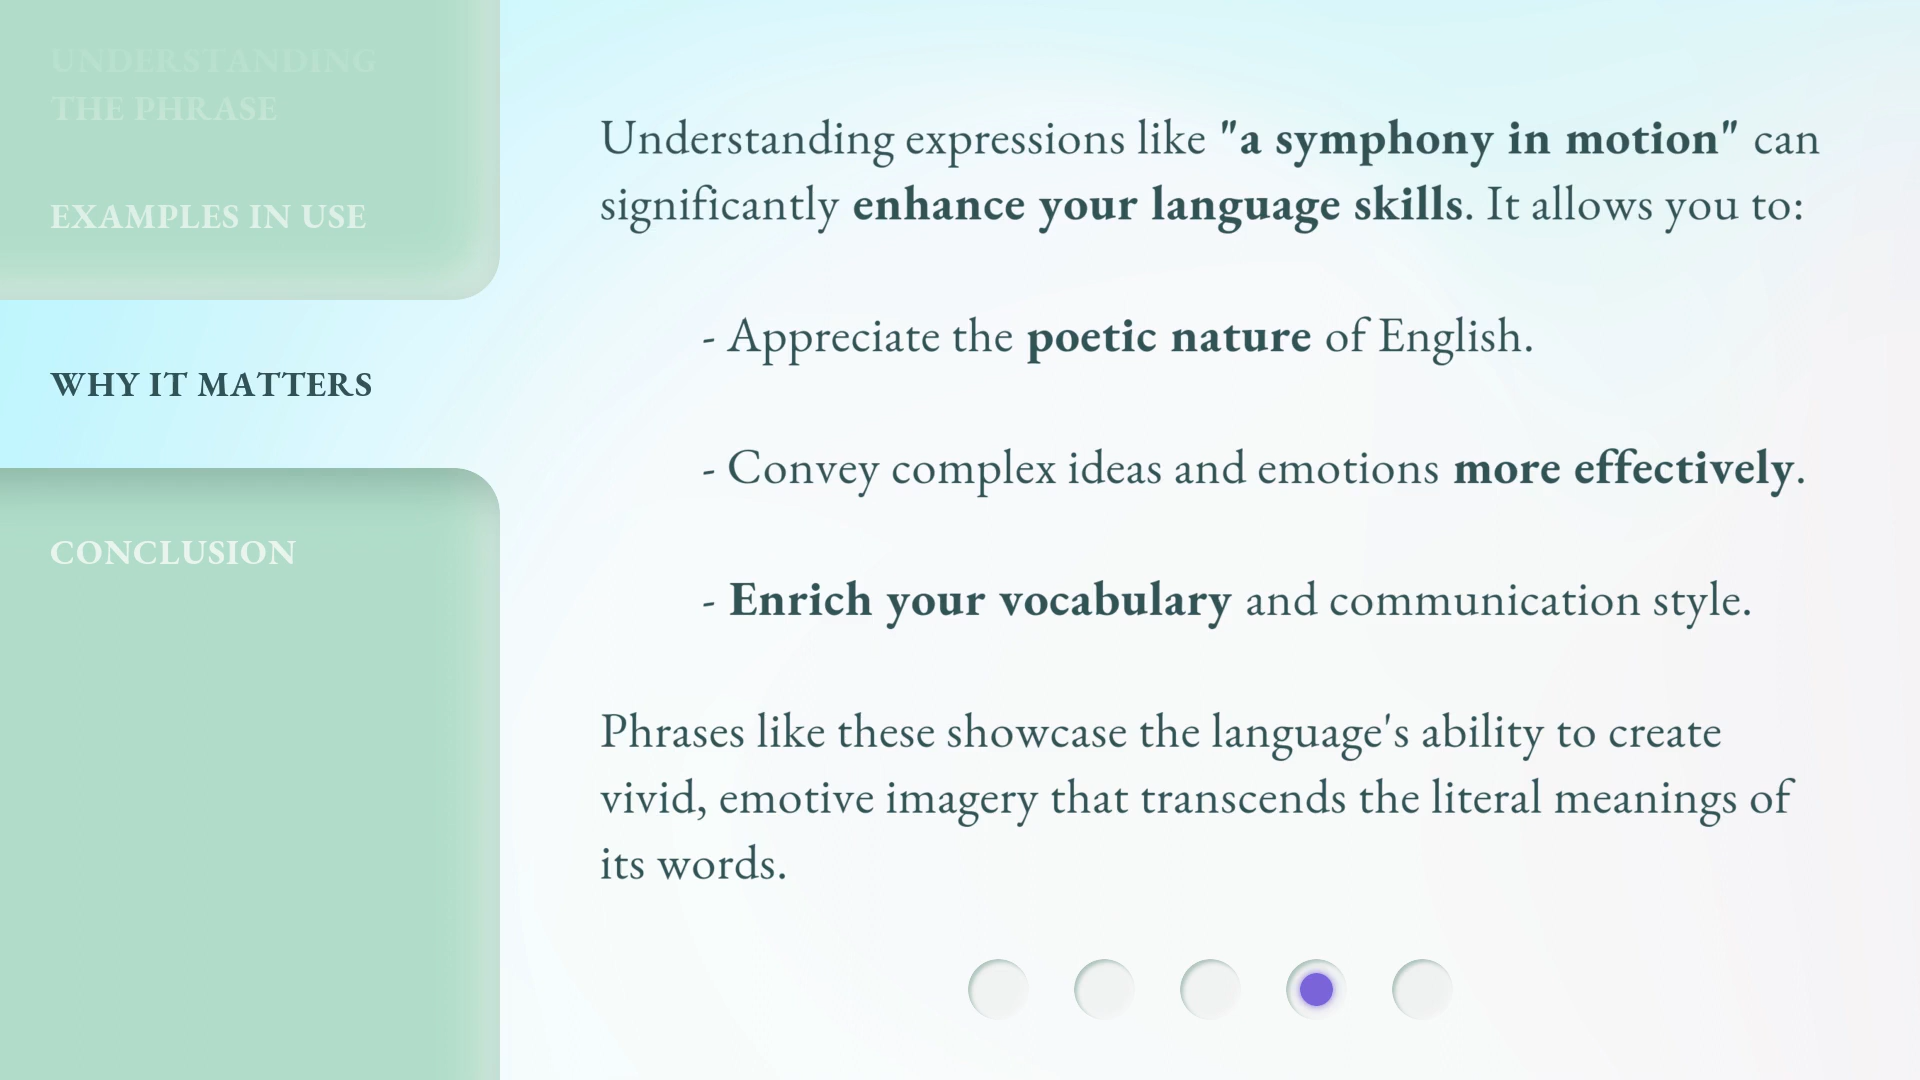 UNDERSTANDING
THE PHRASE
EXAMPLES IN USE
WHY IT MATTERS
CONCLUSION
Understanding expressions like "a symphony in motion" can
significantly enhance your language skills. It allows you to:
- Appreciate the poetic nature of English.
- Convey complex ideas and emotions more effectively.
- Enrich your vocabulary and communication style.
Phrases like these showcase the language's ability to create
vivid, emotive imagery that transcends the literal meanings of
its words.